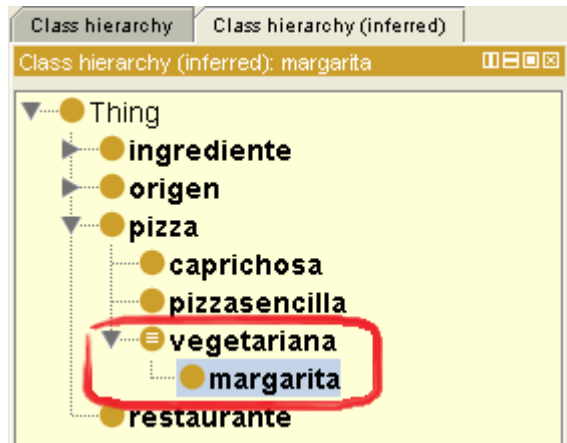 Class hierarchy Class hierarchy (inferred)
Class hierarchy (inferred): margarita
Thing
ingrediente
origen
pizza
caprichosa
pizzasencilla
vegetariana
margarita
restaurante